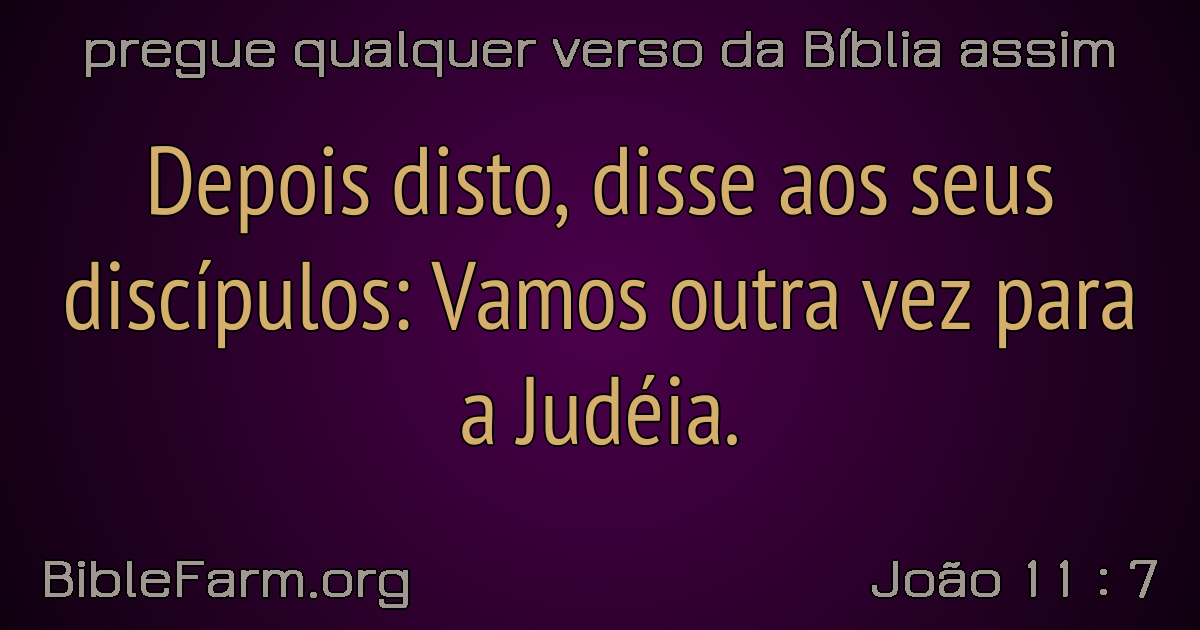 pregue qualquer verso da Bíblia assim
Depois disto, disse aos seus
discípulos: Vamos outra vez para
a Judéia.
BibleFarm.org
João 11 : 7